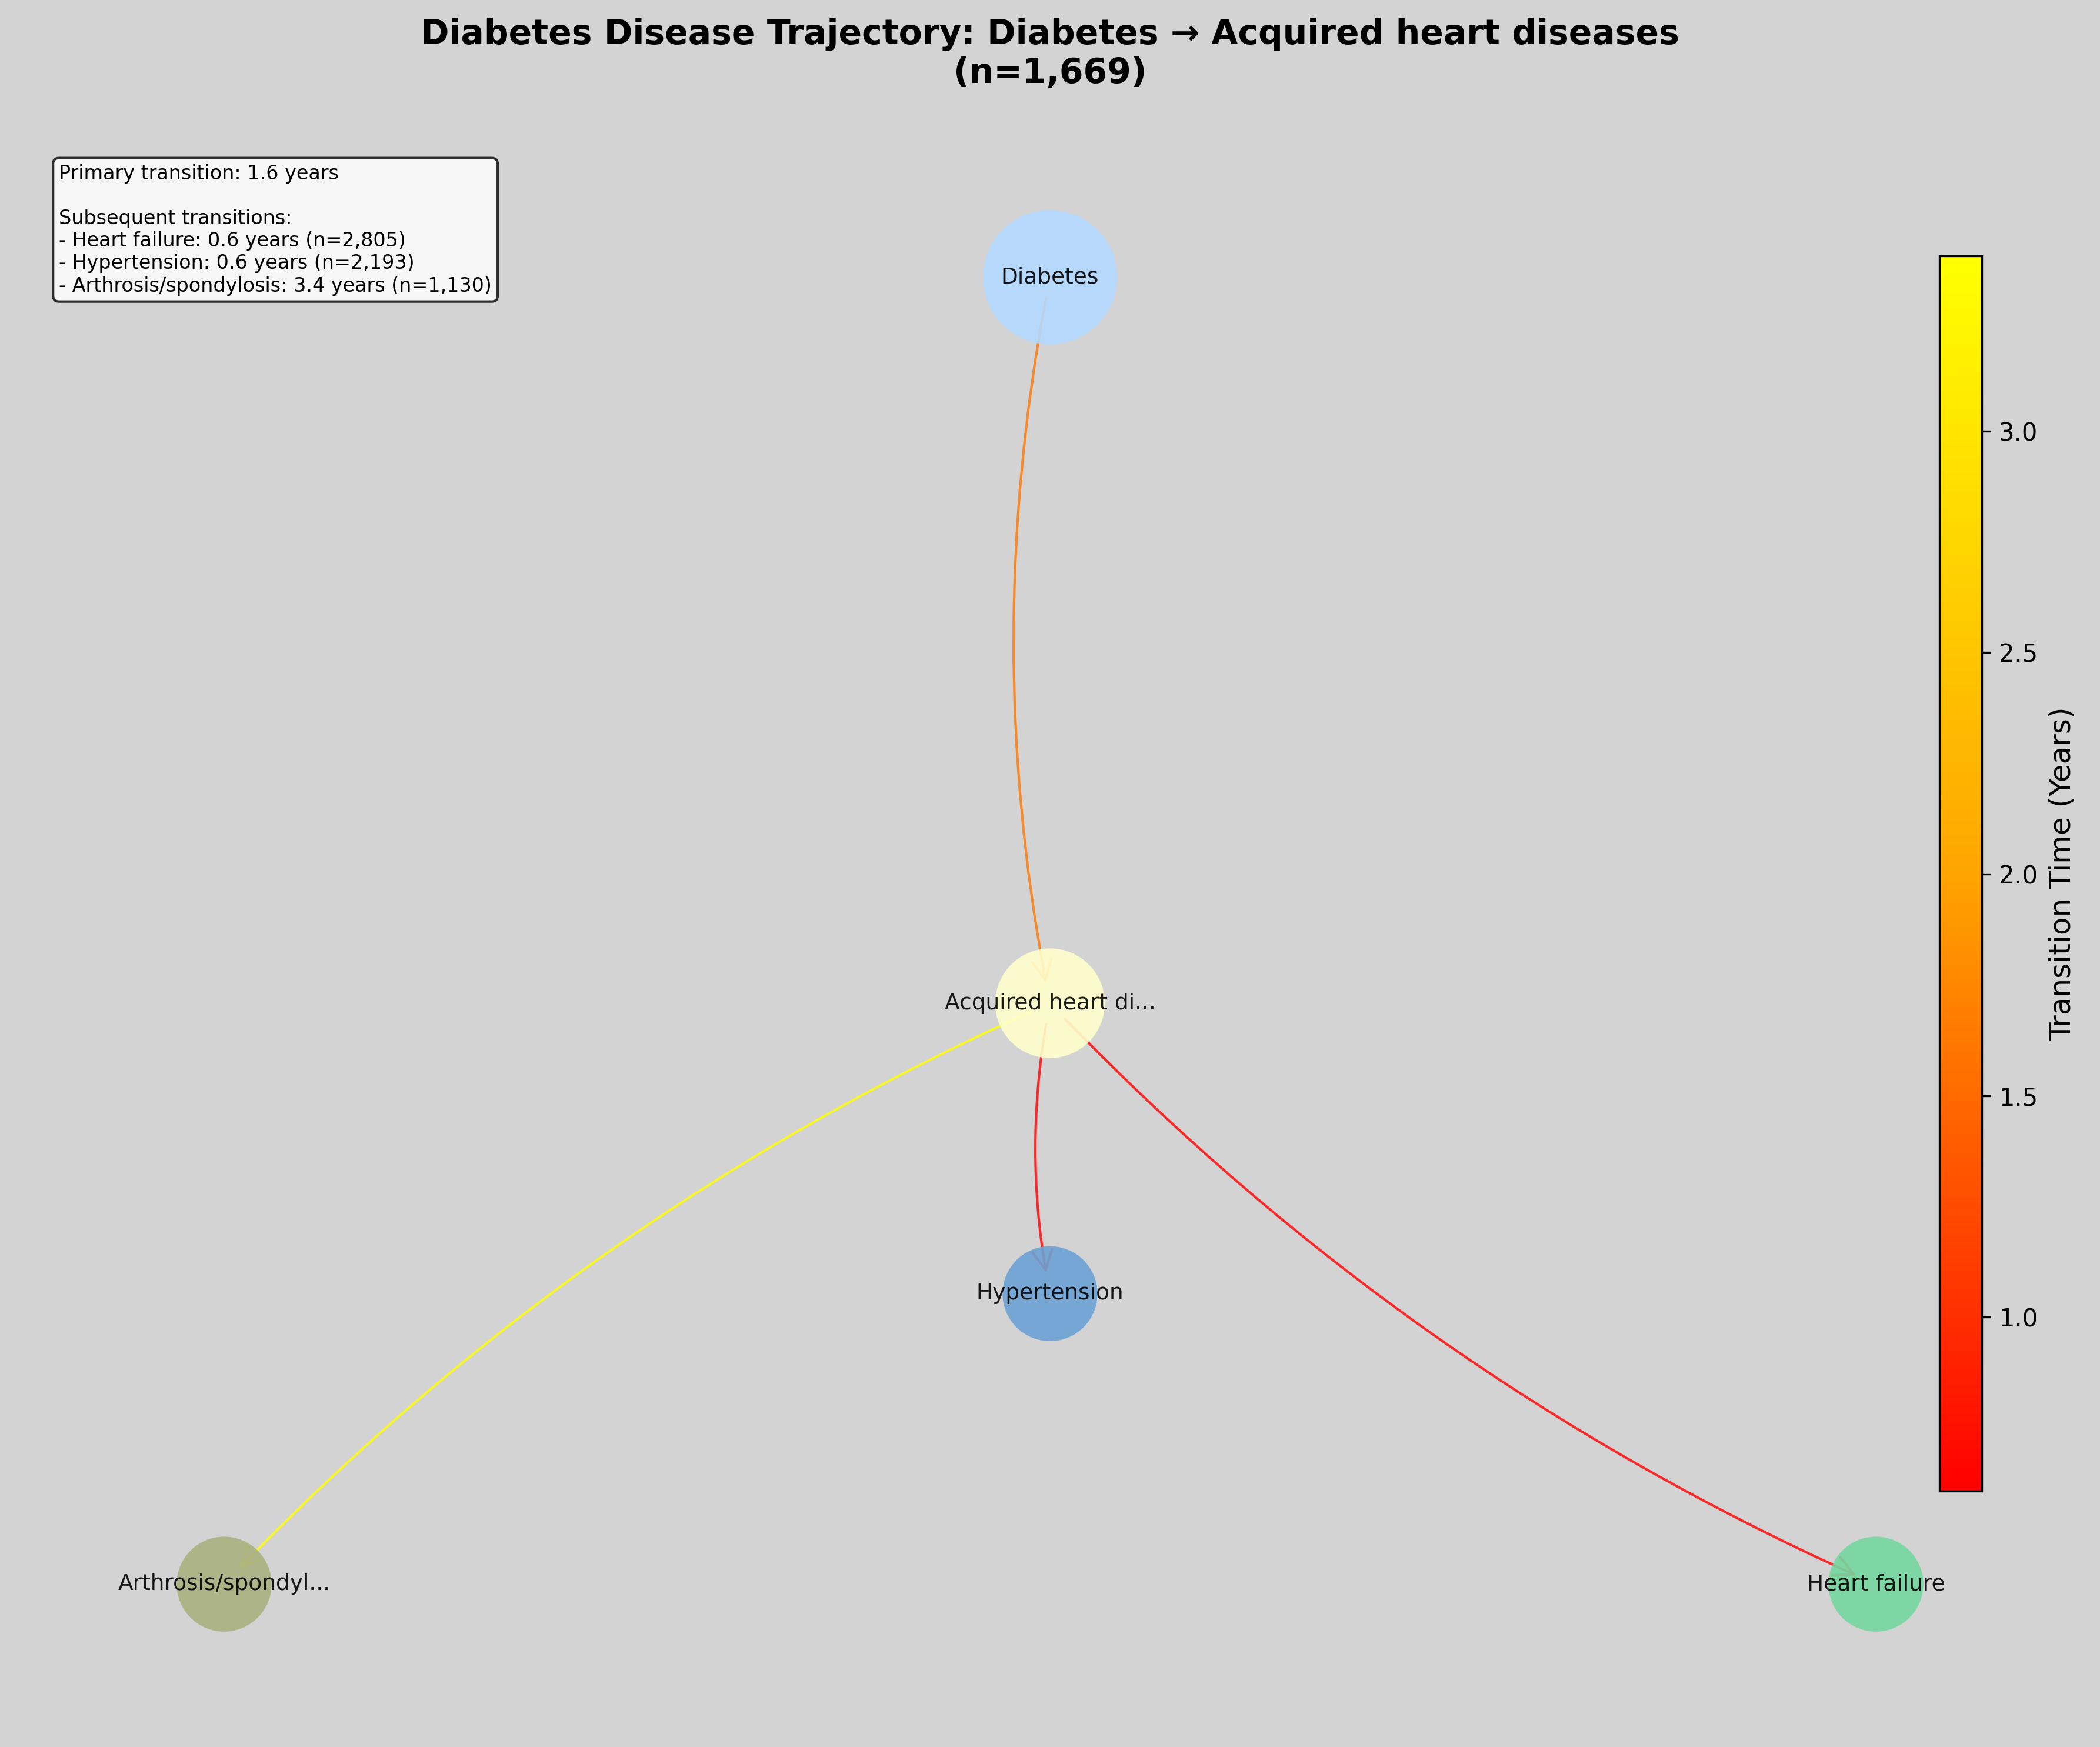 Diabetes Disease Trajectory: Diabetes → Acquired heart diseases
(n=1,669)
Primary transition: 1.6 years
Subsequent transitions:
- Heart failure: 0.6 years (n=2,805)
- Hypertension: 0.6 years (n=2,193)
- Arthrosis/spondylosis: 3.4 years (n=1,130)
Diabetes
Acquired heart di...
Hypertension
Arthrosis/spondyl...
Heart failure
3.0
2.5
2.0
1.5
1.0
Transition Time (Years)